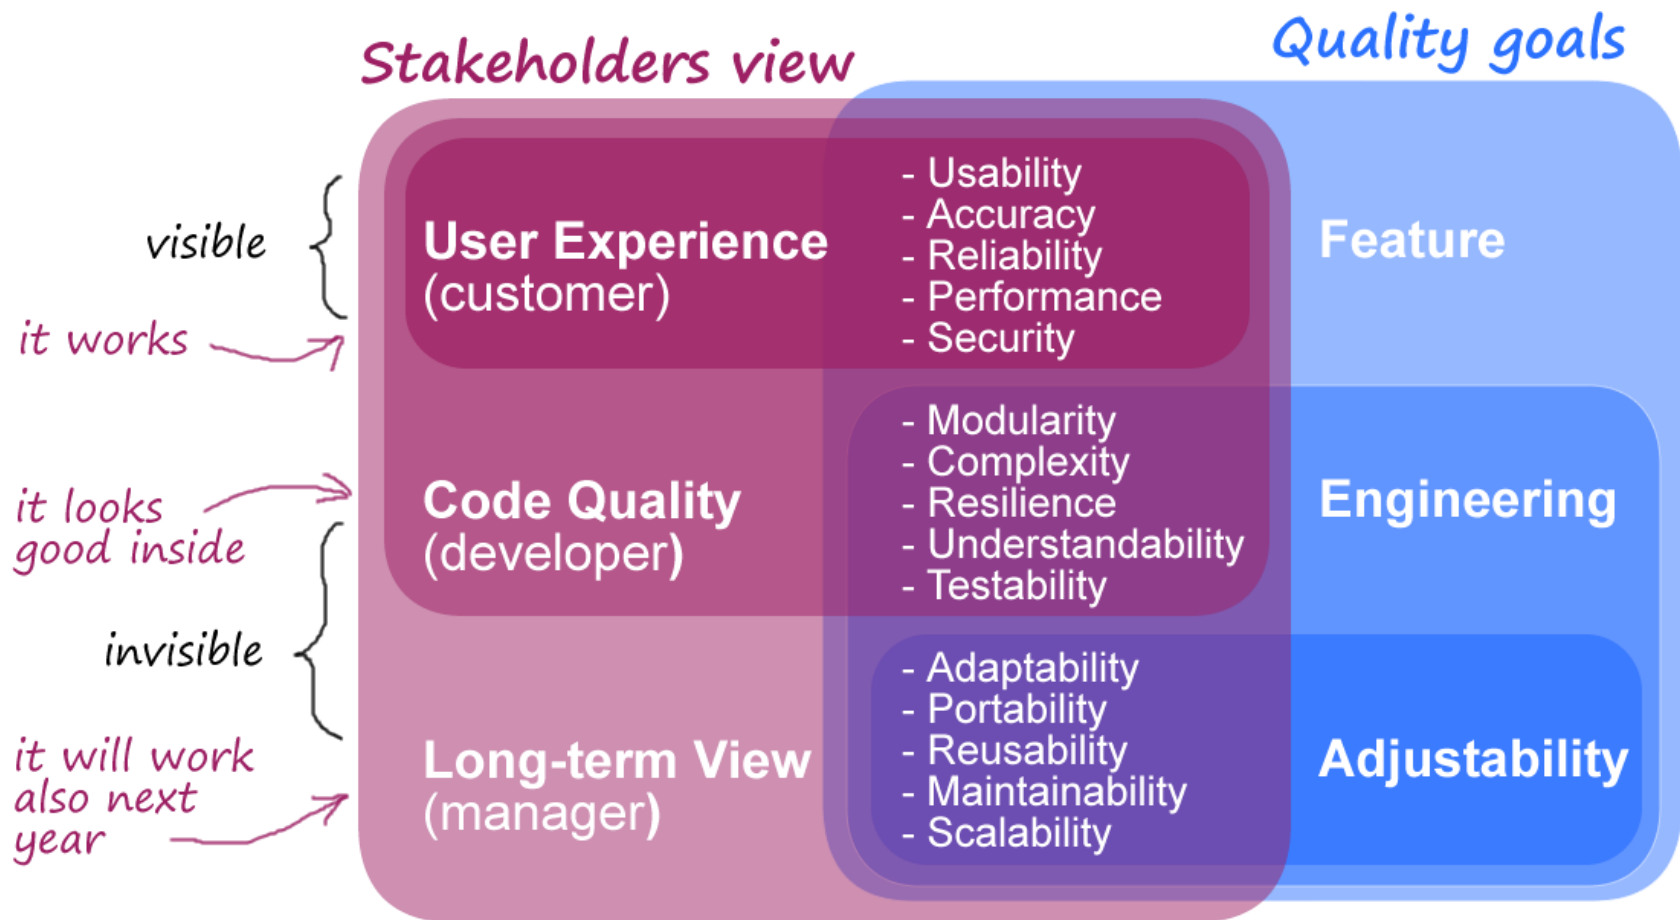 Stakeholders view
Quality goals
visible
it works
User Experience
(customer)
- Usability
- Accuracy
- Reliability
- Performance
- Security
Feature
it looks
good inside
invisible
Code Quality
(developer)
- Modularity
- Complexity
- Resilience
- Understandability
- Testability
Engineering
it will work
also next
year
Long-term View
(manager)
- Adaptability
- Portability
- Reusability
- Maintainability
- Scalability
Adjustability